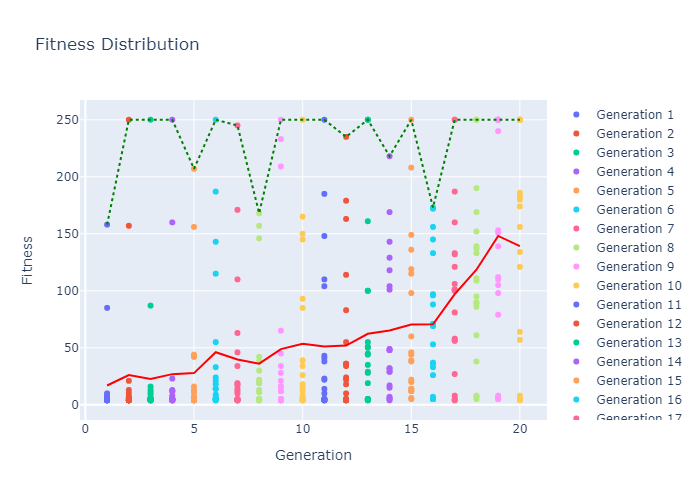 Fitness Distribution
250
200
150
100
50
0
Fitness
0
5
10
15
20
Generation
Generation 1
Generation 2
Generation 3
Generation 4
Generation 5
Generation 6
Generation 7
Generation 8
Generation 9
Generation 10
Generation 11
Generation 12
Generation 13
Generation 14
Generation 15
Generation 16
Generation 17